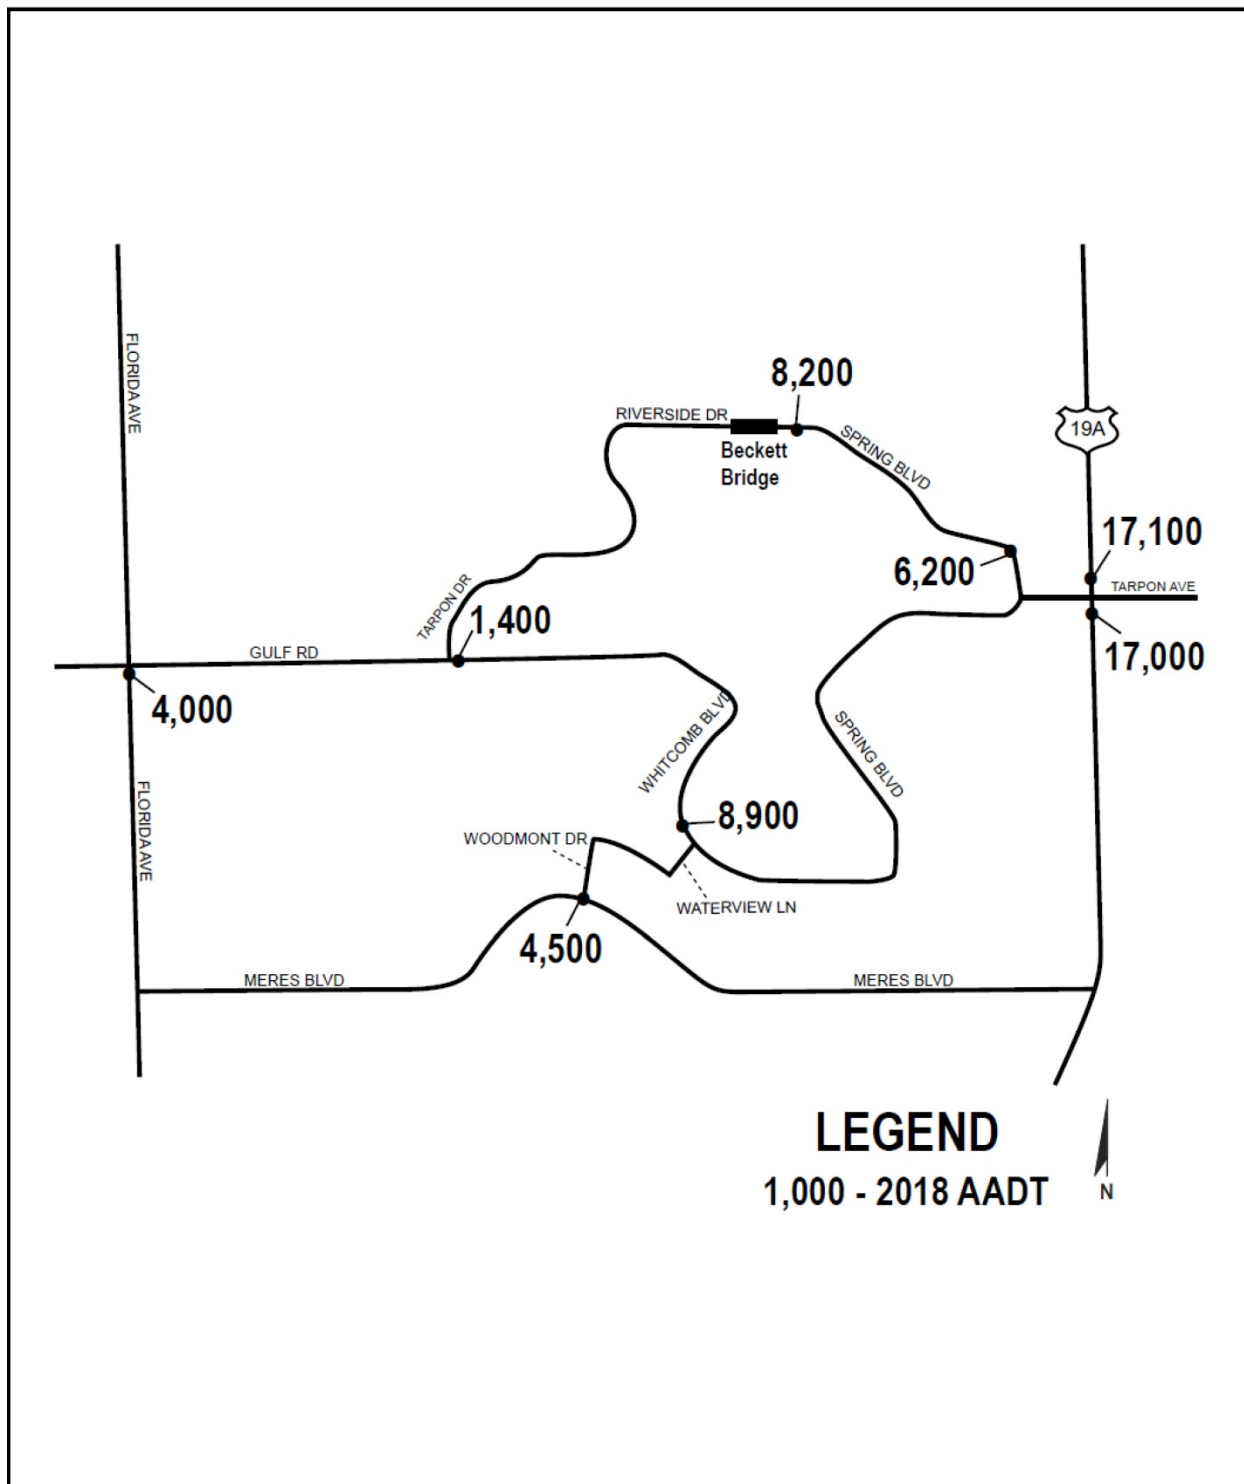 FLORIDA AVE
8,200
RIVERSIDE DR
Beckett
Bridge
SPRING BLVD
19A
17,100
6,200
TARPON AVE
TARPON DR
1,400
GULF RD
17,000
4,000
WHITCOMB BLVD
SPRING BLVD
FLORIDA AVE
8,900
WOODMONT DR
WATERVIEW LN
4,500
MERES BLVD
MERES BLVD
LEGEND
1,000 - 2018 AADT
N